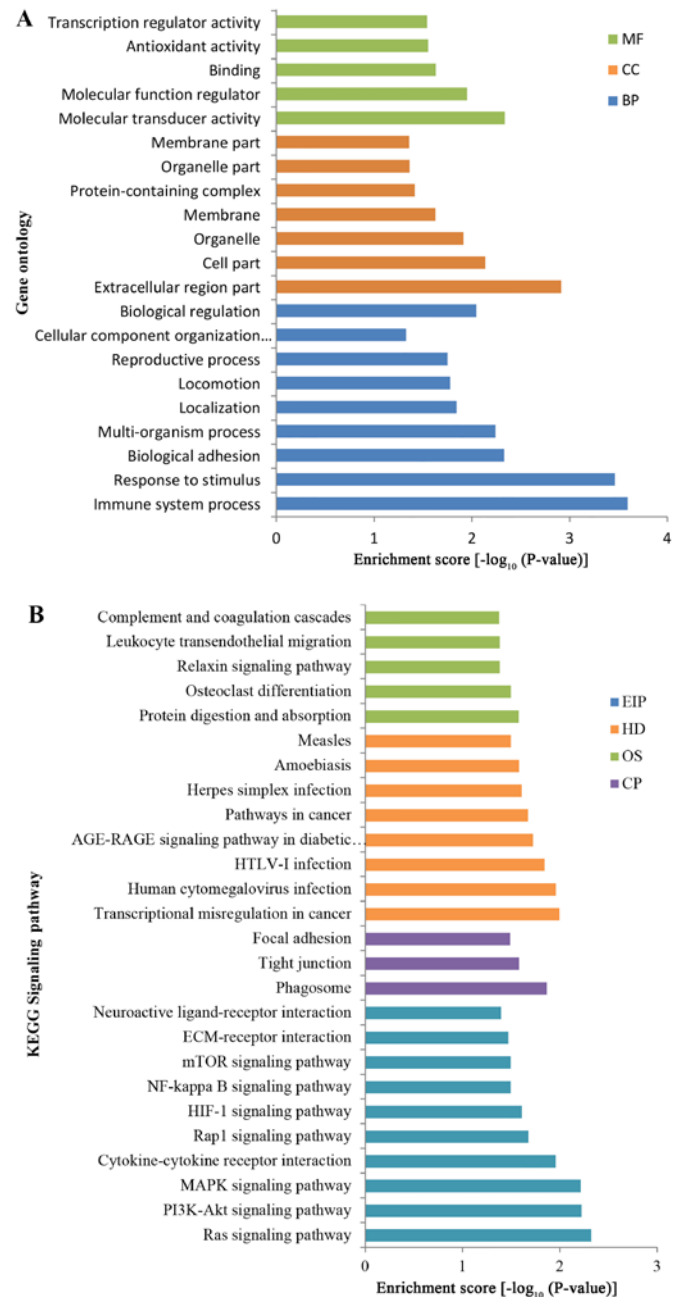 A
Transcription regulator activity
Antioxidant activity
Binding
Molecular function regulator
Molecular transducer activity
Membrane part
Organelle part
Protein-containing complex
Membrane
Organelle
Cell part
Extracellular region part
Biological regulation
Cellular component organization...
Reproductive process
Locomotion
Localization
Multi-organism process
Biological adhesion
Response to stimulus
Immune system process
Gene ontology
MF
CC
BP
0 1 2 3 4
Enrichment score [-log₁₀ (P-value)]
B
Complement and coagulation cascades
Leukocyte transendothelial migration
Relaxin signaling pathway
Osteoclast differentiation
Protein digestion and absorption
Measles
Amoebiasis
Herpes simplex infection
Pathways in cancer
AGE-RAGE signaling pathway in diabetic...
HTLV-I infection
Human cytomegalovirus infection
Transcriptional misregulation in cancer
Focal adhesion
Tight junction
Phagosome
Neuroactive ligand-receptor interaction
ECM-receptor interaction
mTOR signaling pathway
NF-kappa B signaling pathway
HIF-1 signaling pathway
Rap1 signaling pathway
Cytokine-cytokine receptor interaction
MAPK signaling pathway
PI3K-Akt signaling pathway
Ras signaling pathway
KEGG Signaling pathway
EIP
HD
OS
CP
0 1 2 3
Enrichment score [-log₁₀ (P-value)]